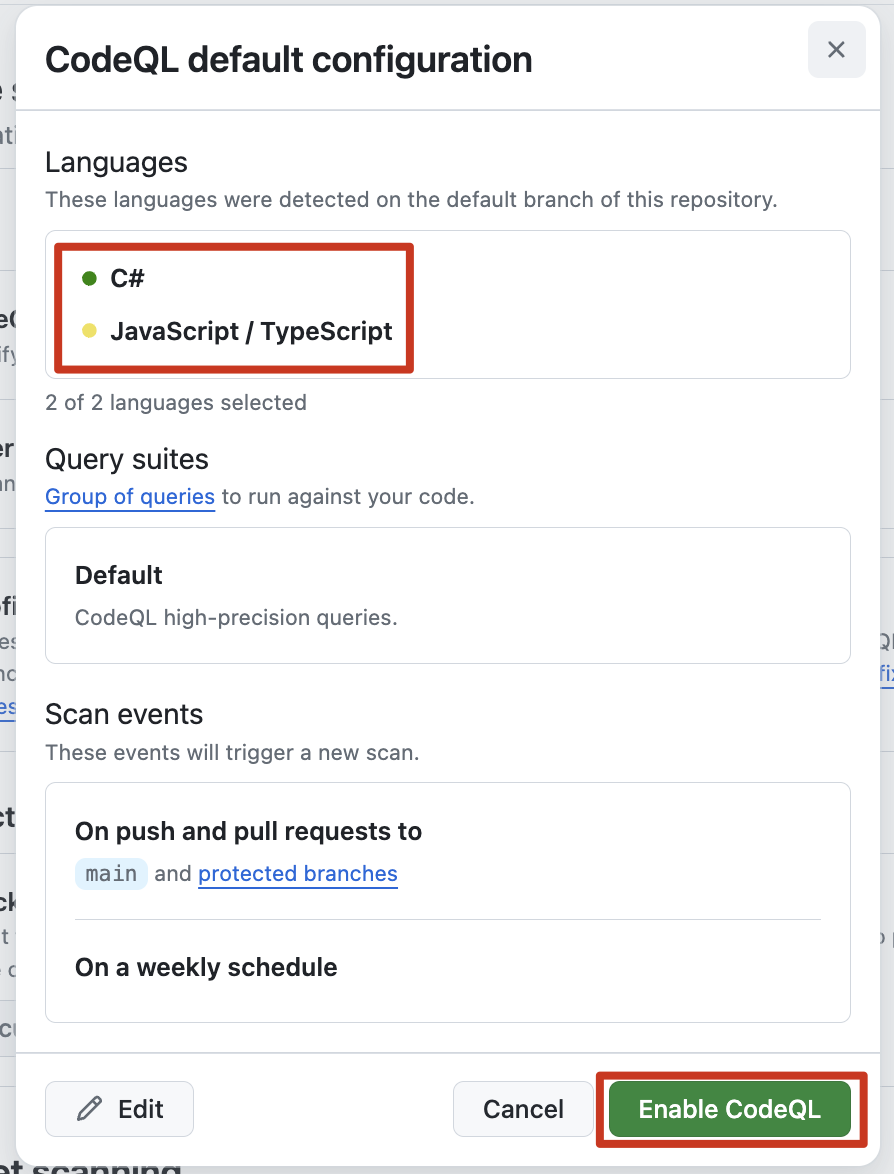 CodeQL default configuration
Languages
These languages were detected on the default branch of this repository.
C#
JavaScript / TypeScript
2 of 2 languages selected
Query suites
Group of queries to run against your code.
Default
CodeQL high-precision queries.
Scan events
These events will trigger a new scan.
On push and pull requests to
main and protected branches
On a weekly schedule
Edit
Cancel
Enable CodeQL
scanning